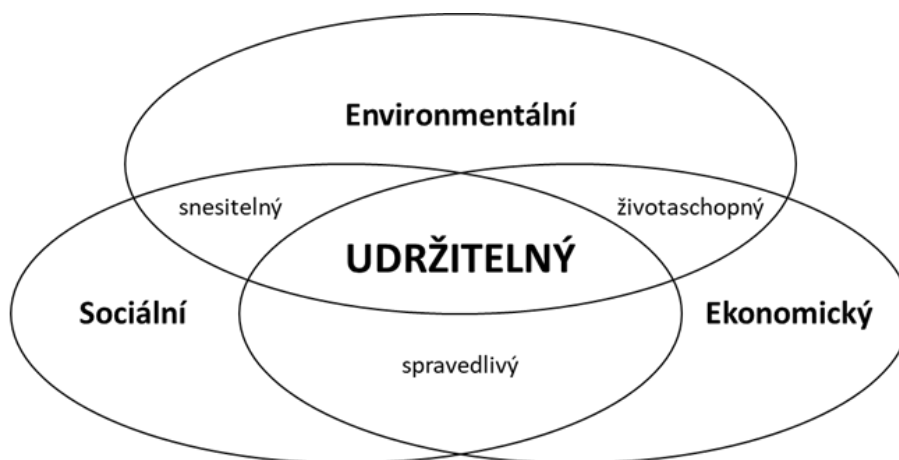 Environmentální
snesitelný
životaschopný
UDRŽITELNÝ
Sociální
Ekonomický
spravedlivý